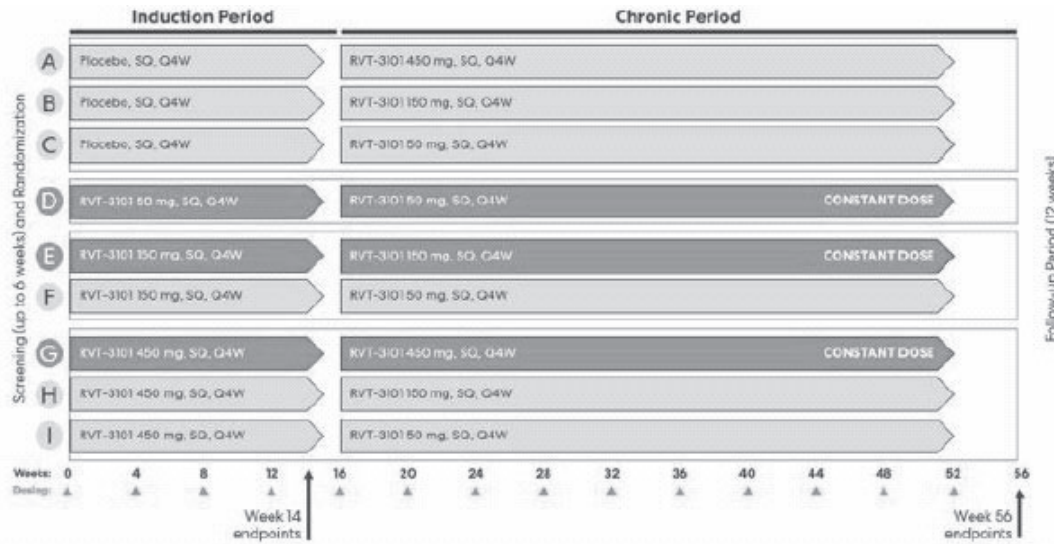 Induction Period
Chronic Period
Screening (up to 6 weeks) and Randomization
A
Placebo, SQ, Q4W
RVT-3101 450 mg, SQ, Q4W
B
Placebo, SQ, Q4W
RVT-3101 150 mg, SQ, Q4W
C
Placebo, SQ, Q4W
RVT-3101 50 mg, SQ, Q4W
D
RVT-3101 50 mg, SQ, Q4W
RVT-3101 50 mg, SQ, Q4W
CONSTANT DOSE
E
RVT-3101 150 mg, SQ, Q4W
RVT-3101 150 mg, SQ, Q4W
CONSTANT DOSE
F
RVT-3101 150 mg, SQ, Q4W
RVT-3101 50 mg, SQ, Q4W
G
RVT-3101 450 mg, SQ, Q4W
RVT-3101 450 mg, SQ, Q4W
CONSTANT DOSE
H
RVT-3101 450 mg, SQ, Q4W
RVT-3101 150 mg, SQ, Q4W
I
RVT-3101 450 mg, SQ, Q4W
RVT-3101 50 mg, SQ, Q4W
Follow-up Period (12 weeks)
Weeks: 0 4 8 12 16 20 24 28 32 36 40 44 48 52 56
Dosing:
Week 14
endpoints
Week 56
endpoints